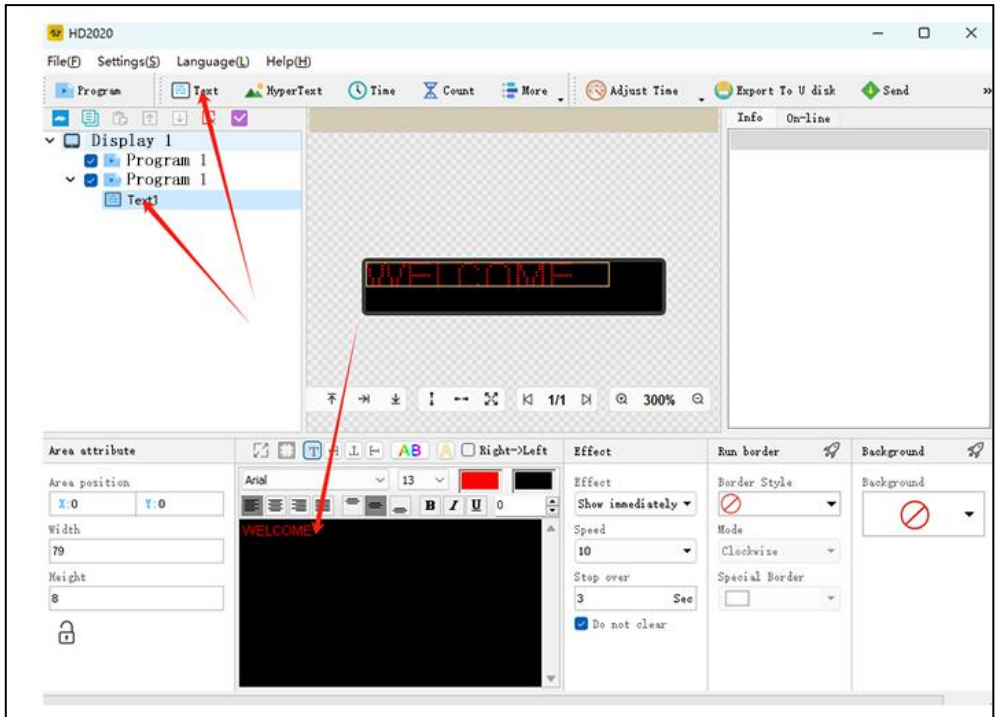 HD2020
File(F) Settings(S) Language(L) Help(H)
Program Text HyperText Time Count More Adjust Time Export To U disk Send »
Info On-line
Display 1
Program 1
Program 1
Text1
WELCOME
1/1 300%
Area attribute T AB A Right->Left Effect Run border Background
Area position Arial 13 Effect Border Style Background
X:0 Y:0 B I U 0 Show immediately
Width WELCOME Speed Mode
79 10 Clockwise
Height Stop over Special Border
8 3 Sec
Do not clear